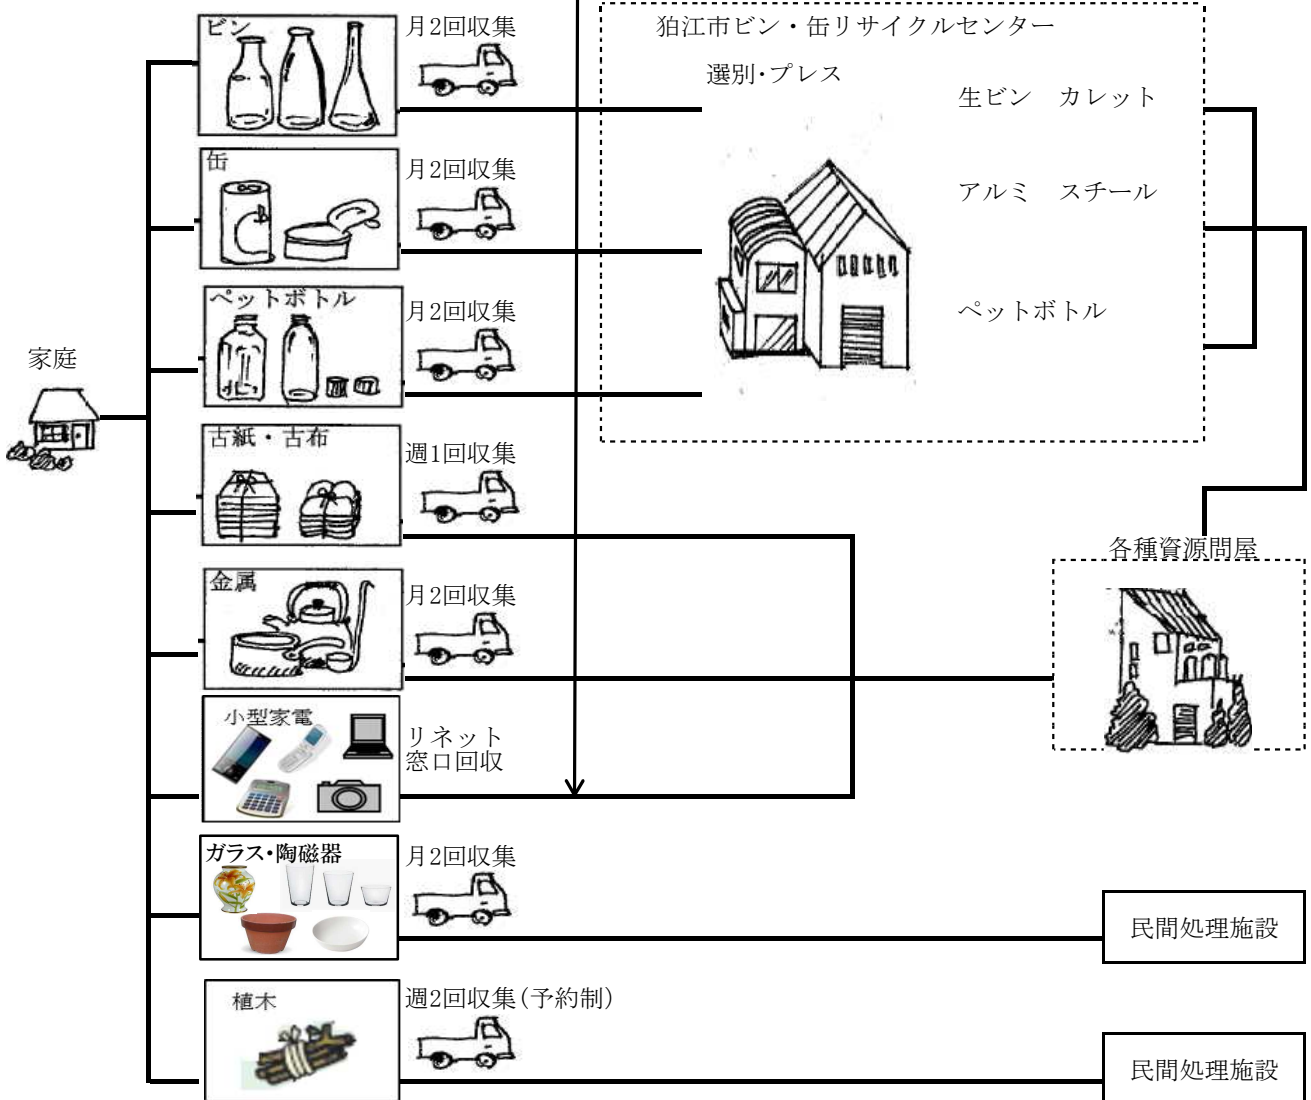 ビン
月2回収集
狛江市ビン・缶リサイクルセンター
選別・プレス
生ビン　カレット
缶
月2回収集
アルミ　スチール
ペットボトル
月2回収集
ペットボトル
家庭
古紙・古布
週1回収集
各種資源問屋
金属
月2回収集
小型家電
リネット
窓口回収
ガラス・陶磁器
月2回収集
民間処理施設
植木
週2回収集(予約制)
民間処理施設